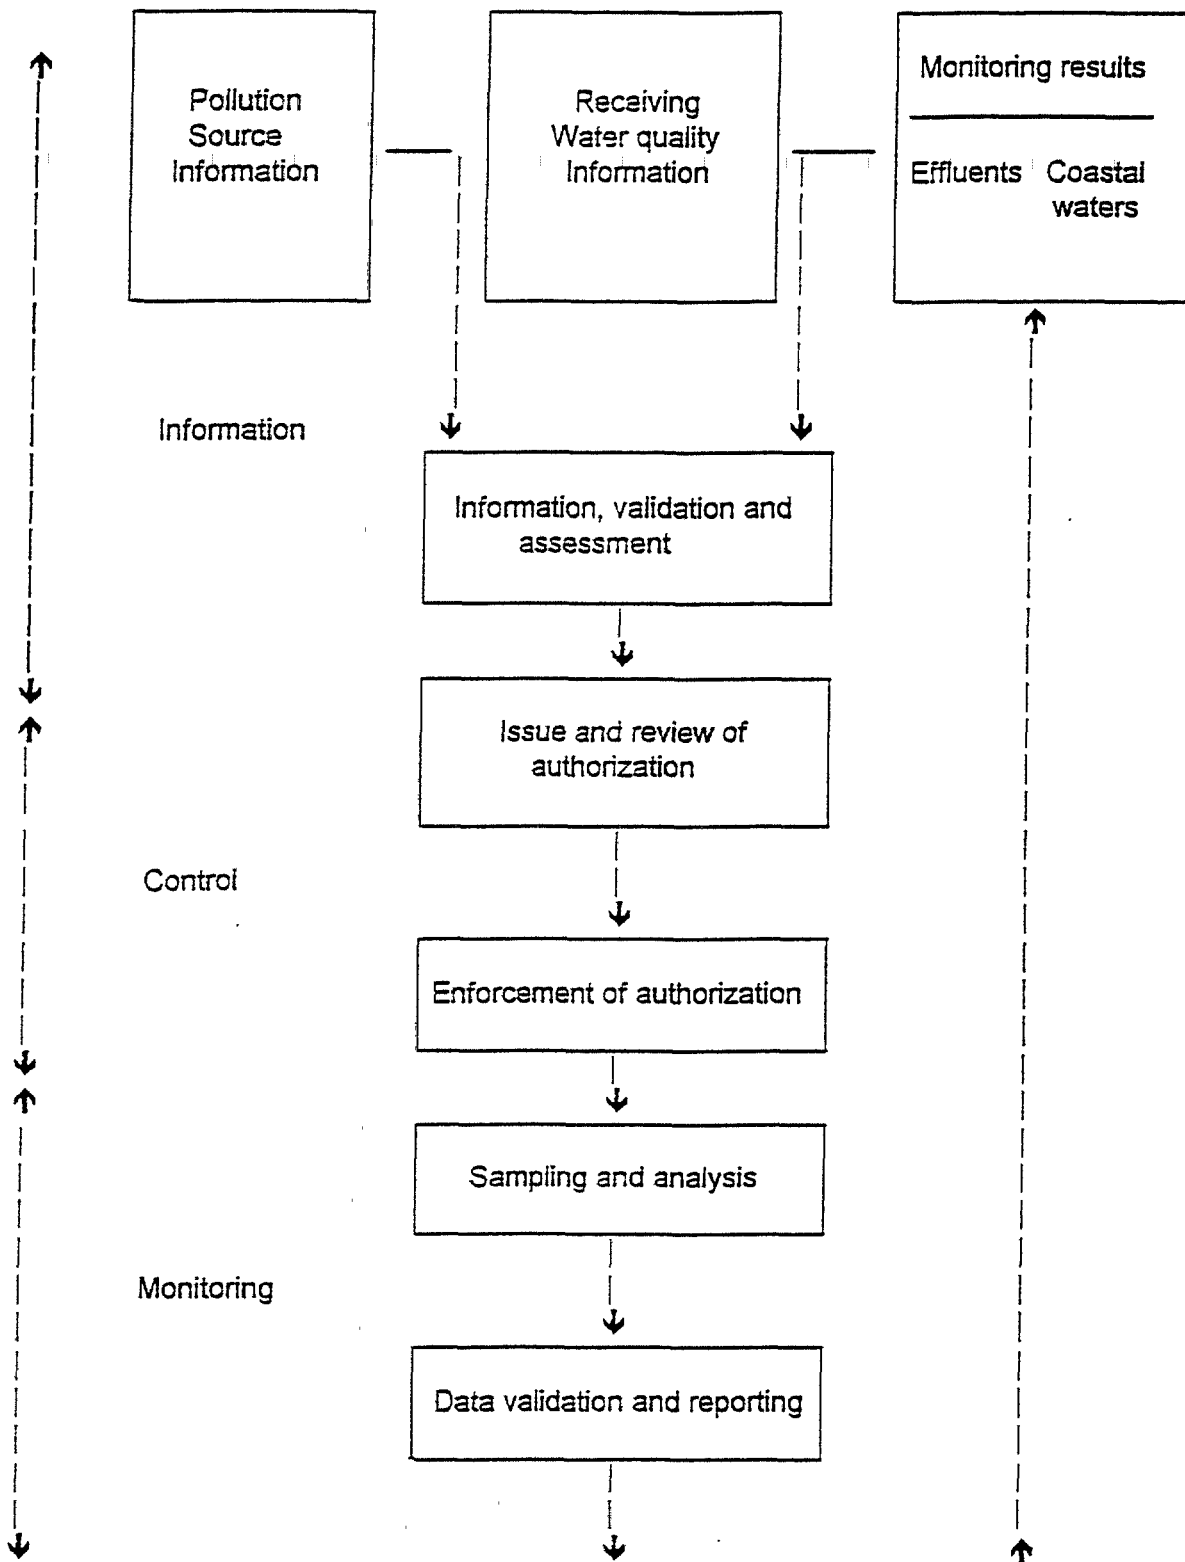 Pollution
Source
Information
Receiving
Water quality
Information
Monitoring results
Effluents Coastal
waters
Information
Information, validation and
assessment
Issue and review of
authorization
Control
Enforcement of authorization
Sampling and analysis
Monitoring
Data validation and reporting